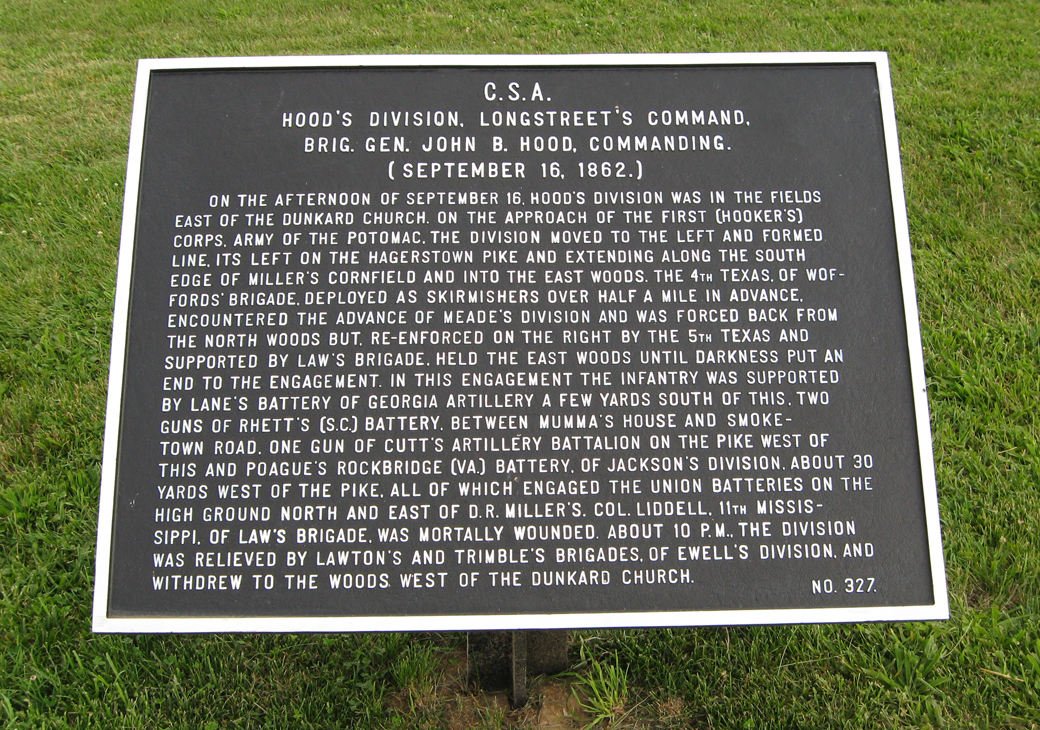 C.S.A.
HOOD'S DIVISION, LONGSTREET'S COMMAND,
BRIG. GEN. JOHN B. HOOD, COMMANDING.
(SEPTEMBER 16, 1862.)
ON THE AFTERNOON OF SEPTEMBER 16, HOOD'S DIVISION WAS IN THE FIELDS
EAST OF THE DUNKARD CHURCH. ON THE APPROACH OF THE FIRST (HOOKER'S)
CORPS, ARMY OF THE POTOMAC, THE DIVISION MOVED TO THE LEFT AND FORMED
LINE, ITS LEFT ON THE HAGERSTOWN PIKE AND EXTENDING ALONG THE SOUTH
EDGE OF MILLER'S CORNFIELD AND INTO THE EAST WOODS. THE 4TH TEXAS, OF WOF-
FORDS' BRIGADE, DEPLOYED AS SKIRMISHERS OVER HALF A MILE IN ADVANCE,
ENCOUNTERED THE ADVANCE OF MEADE'S DIVISION AND WAS FORCED BACK FROM
THE NORTH WOODS BUT, RE-ENFORCED ON THE RIGHT BY THE 5TH TEXAS AND
SUPPORTED BY LAW'S BRIGADE, HELD THE EAST WOODS UNTIL DARKNESS PUT AN
END TO THE ENGAGEMENT. IN THIS ENGAGEMENT THE INFANTRY WAS SUPPORTED
BY LANE'S BATTERY OF GEORGIA ARTILLERY A FEW YARDS SOUTH OF THIS, TWO
GUNS OF RHETT'S (S.C.) BATTERY, BETWEEN MUMMA'S HOUSE AND SMOKE-
TOWN ROAD, ONE GUN OF CUTT'S ARTILLERY BATTALION ON THE PIKE WEST OF
THIS AND POAGUE'S ROCKBRIDGE (VA.) BATTERY, OF JACKSON'S DIVISION, ABOUT 30
YARDS WEST OF THE PIKE, ALL OF WHICH ENGAGED THE UNION BATTERIES ON THE
HIGH GROUND NORTH AND EAST OF D.R. MILLER'S. COL. LIDDELL, 11TH MISSIS-
SIPPI, OF LAW'S BRIGADE, WAS MORTALLY WOUNDED. ABOUT 10 P.M., THE DIVISION
WAS RELIEVED BY LAWTON'S AND TRIMBLE'S BRIGADES, OF EWELL'S DIVISION, AND
WITHDREW TO THE WOODS WEST OF THE DUNKARD CHURCH.
NO. 327.